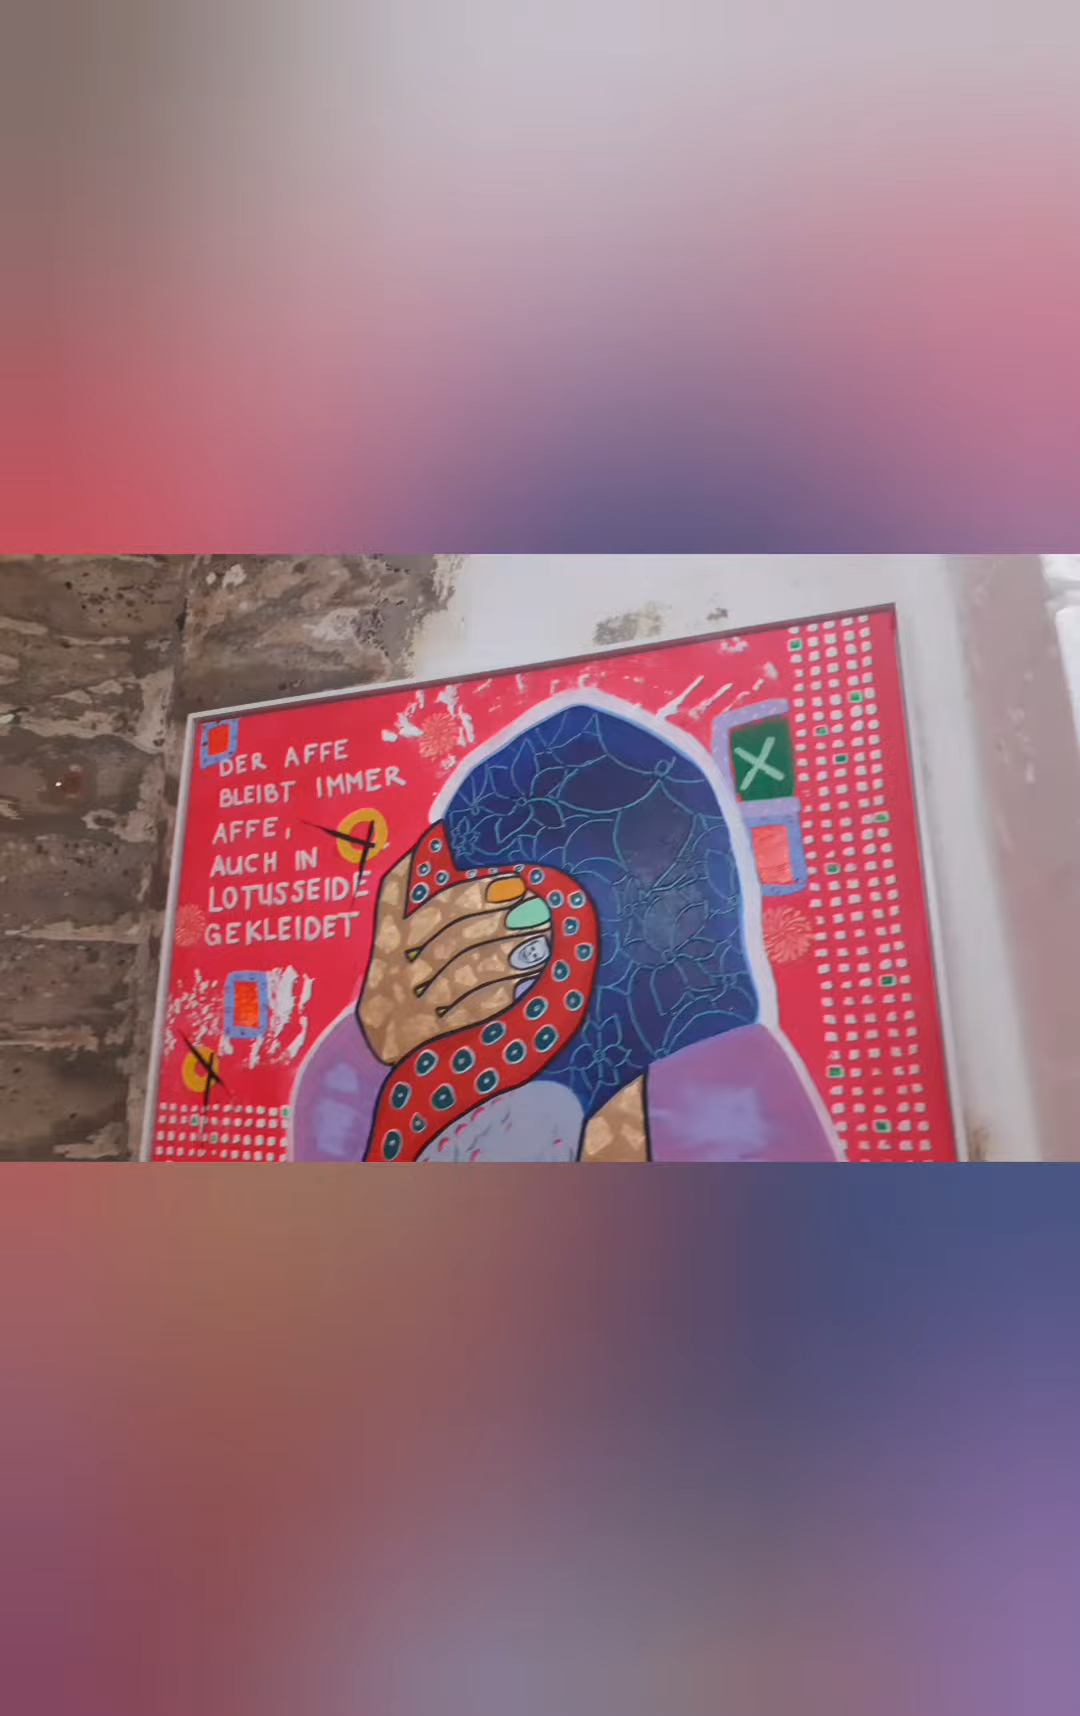 DER AFFE
BLEIBT IMMER
AFFE,
AUCH IN
LOTUSSEIDE
GEKLEIDET